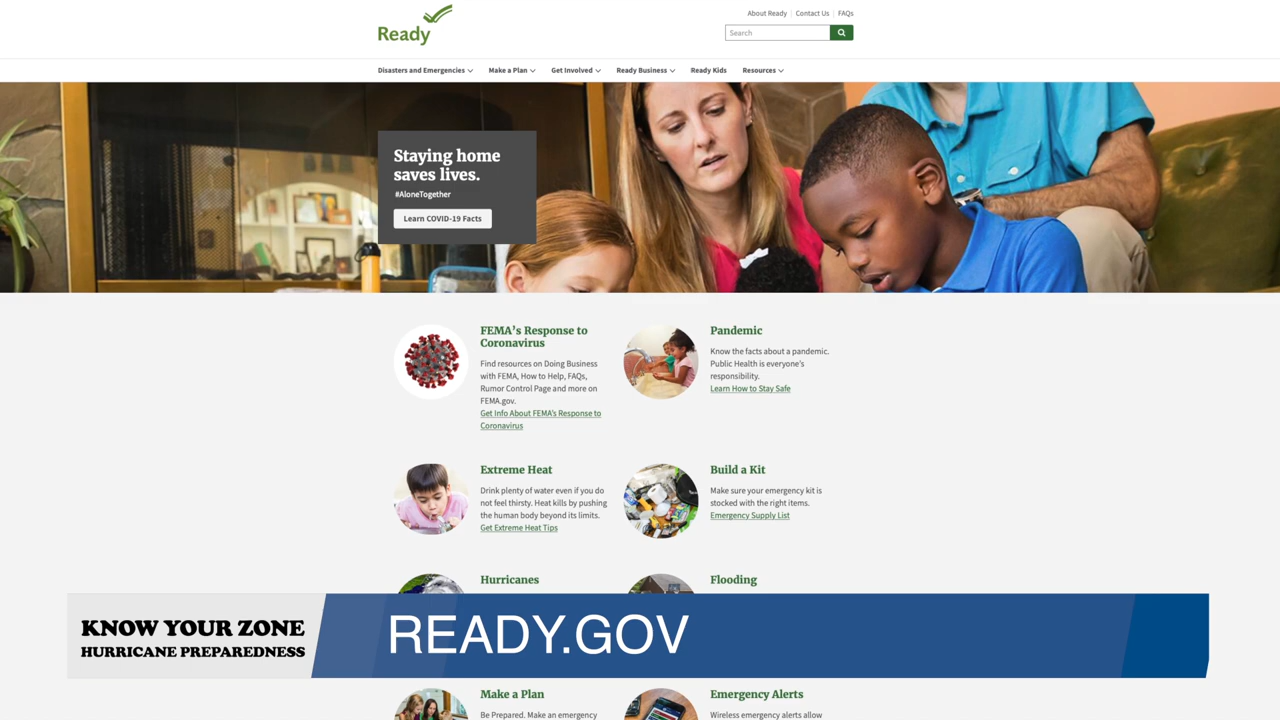 Ready
About Ready
Contact Us
FAQs
Search
Disasters and Emergencies
Make a Plan
Get Involved
Ready Business
Ready Kids
Resources
Staying home
saves lives.
#AloneTogether
Learn COVID-19 Facts
FEMA's Response to
Coronavirus
Find resources on Doing Business
with FEMA, How to Help, FAQs,
Rumor Control Page and more on
FEMA.gov.
Get Info About FEMA's Response to
Coronavirus
Pandemic
Know the facts about a pandemic.
Public Health is everyone's
responsibility.
Learn How to Stay Safe
Extreme Heat
Drink plenty of water even if you do
not feel thirsty. Heat kills by pushing
the human body beyond its limits.
Get Extreme Heat Tips
Build a Kit
Make sure your emergency kit is
stocked with the right items.
Emergency Supply List
Hurricanes
Flooding
KNOW YOUR ZONE
HURRICANE PREPAREDNESS
READY.GOV
Make a Plan
Be Prepared. Make an emergency
Emergency Alerts
Wireless emergency alerts allow